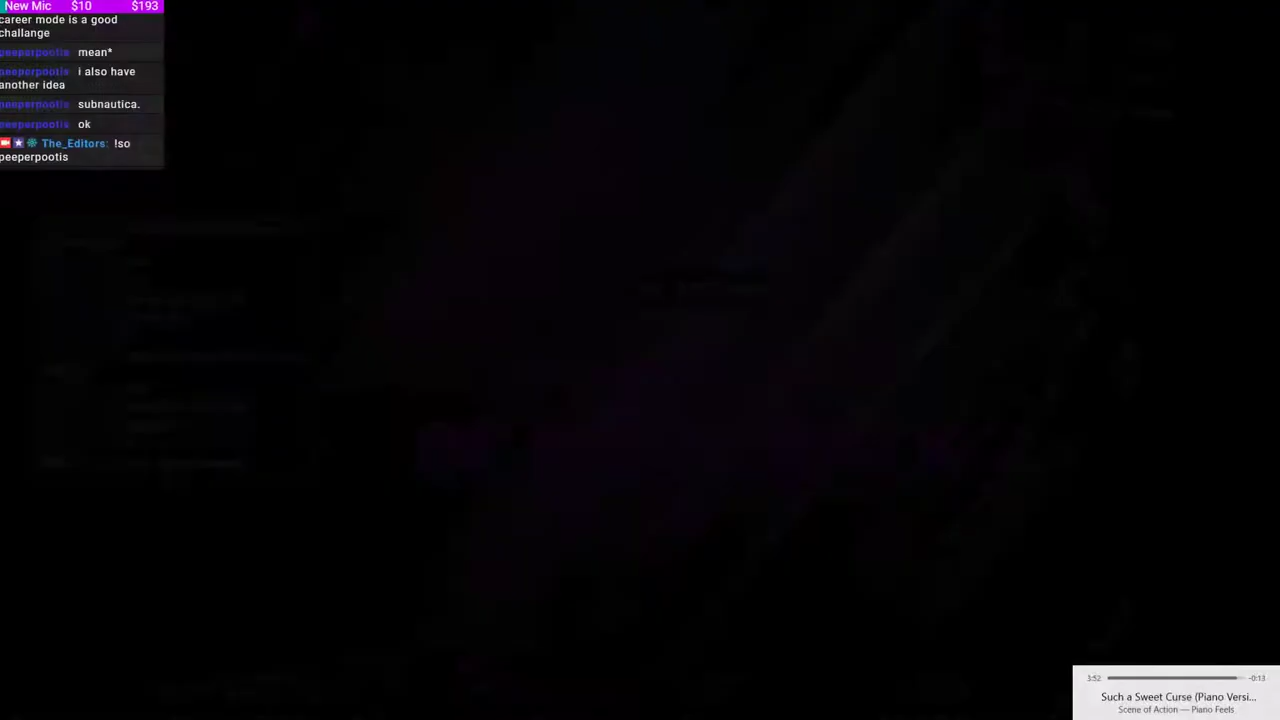 New Mic $10 $193
career mode is a good
challange
peeperpootis mean*
peeperpootis i also have
another idea
peeperpootis subnautica.
peeperpootis ok
The_Editors: !so
peeperpootis
3:52 -0:13
Such a Sweet Curse (Piano Versi...
Scene of Action — Piano Feels